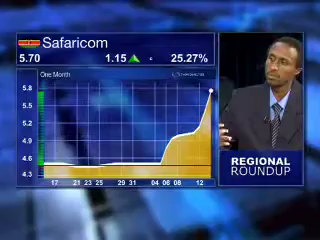 Safaricom
5.70 1.15 25.27%
One Month
5.8
5.5
5.2
4.9
4.6
4.3
17 21 23 25 29 31 04 06 08 12
REGIONAL
ROUNDUP